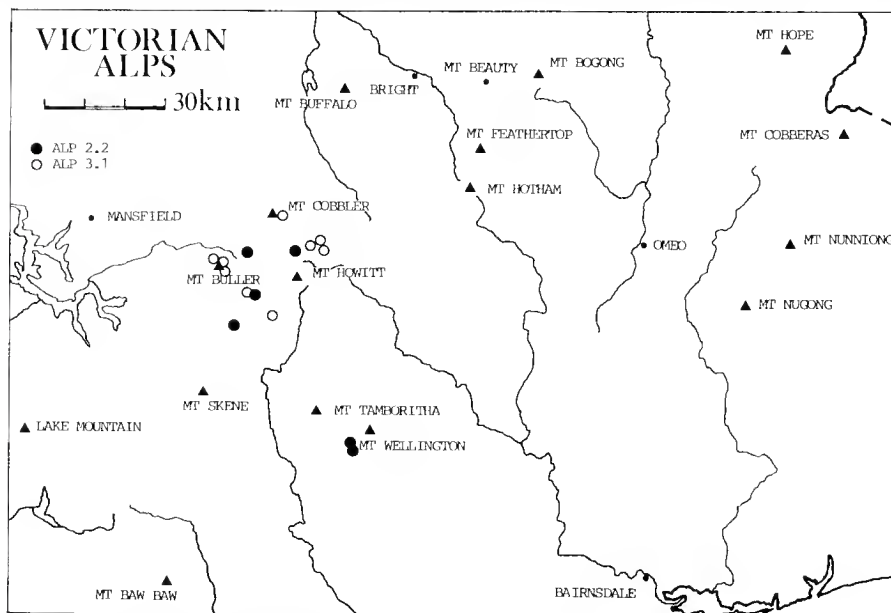 VICTORIAN
ALPS
30km
ALP 2.2
ALP 3.1
MT HOPE
MT BEAUTY
MT BOGONG
BRIGHT
MT BUFFALO
MT FEATHERTOP
MT COBBERAS
MT HOTHAM
MT COBBLER
MANSFIELD
OMEO
MT NUNNIONG
MT BULLER
MT HOWITT
MT NUGONG
MT SKENE
MT TAMBORITHA
LAKE MOUNTAIN
MT WELLINGTON
MT BAW BAW
BAIRNSDALE